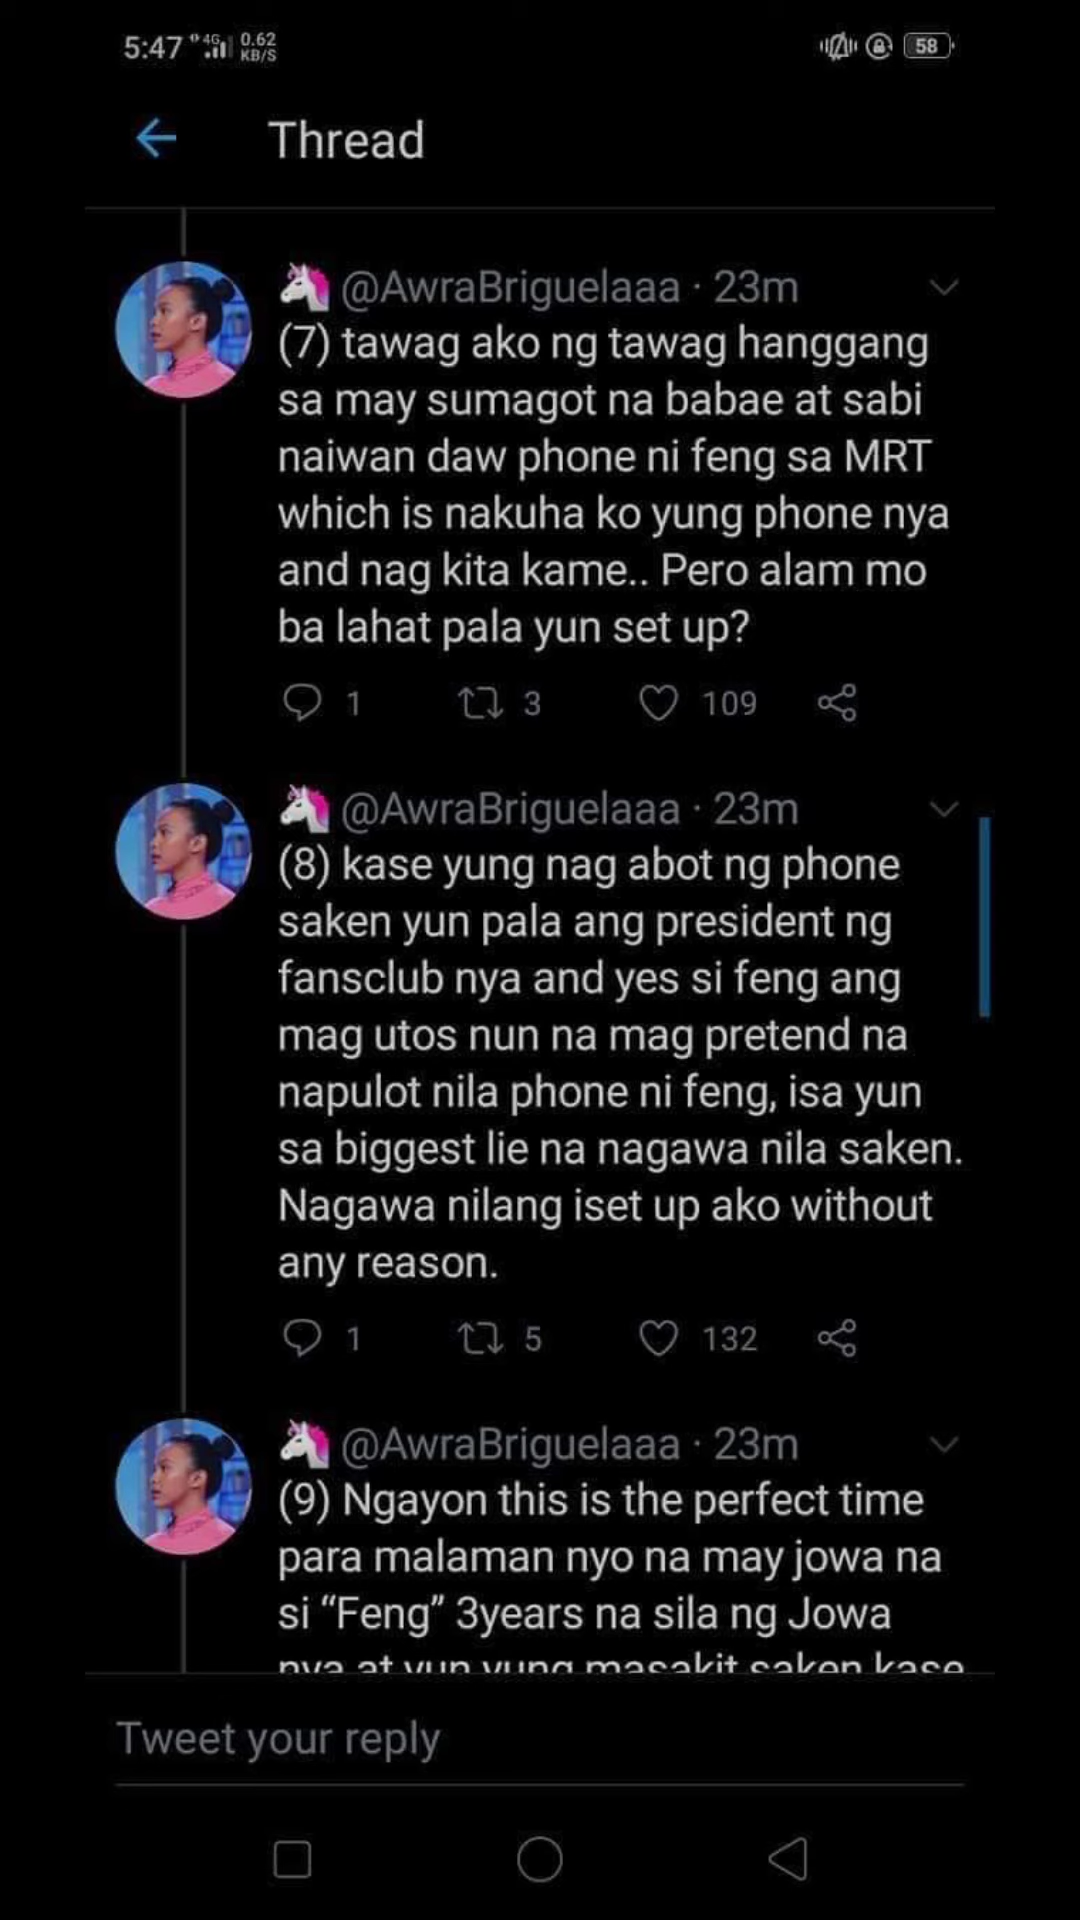 5:47 4G 0.62 KB/S 58
Thread
@AwraBriguelaaa · 23m
(7) tawag ako ng tawag hanggang
sa may sumagot na babae at sabi
naiwan daw phone ni feng sa MRT
which is nakuha ko yung phone nya
and nag kita kame.. Pero alam mo
ba lahat pala yun set up?
1 3 109
@AwraBriguelaaa · 23m
(8) kase yung nag abot ng phone
saken yun pala ang president ng
fansclub nya and yes si feng ang
mag utos nun na mag pretend na
napulot nila phone ni feng, isa yun
sa biggest lie na nagawa nila saken.
Nagawa nilang iset up ako without
any reason.
1 5 132
@AwraBriguelaaa · 23m
(9) Ngayon this is the perfect time
para malaman nyo na may jowa na
si “Feng” 3years na sila ng Jowa
nya at yun yung masakit saken kase
Tweet your reply